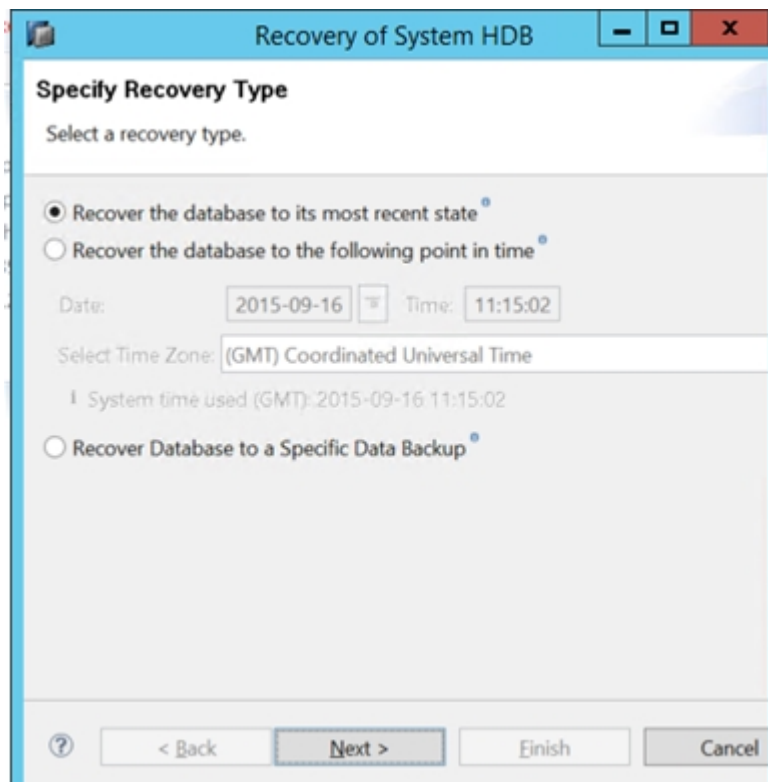 Recovery of System HDB
Specify Recovery Type
Select a recovery type.
Recover the database to its most recent state
Recover the database to the following point in time
Date: 2015-09-16 Time: 11:15:02
Select Time Zone: (GMT) Coordinated Universal Time
i System time used (GMT): 2015-09-16 11:15:02
Recover Database to a Specific Data Backup
? < Back Next > Finish Cancel